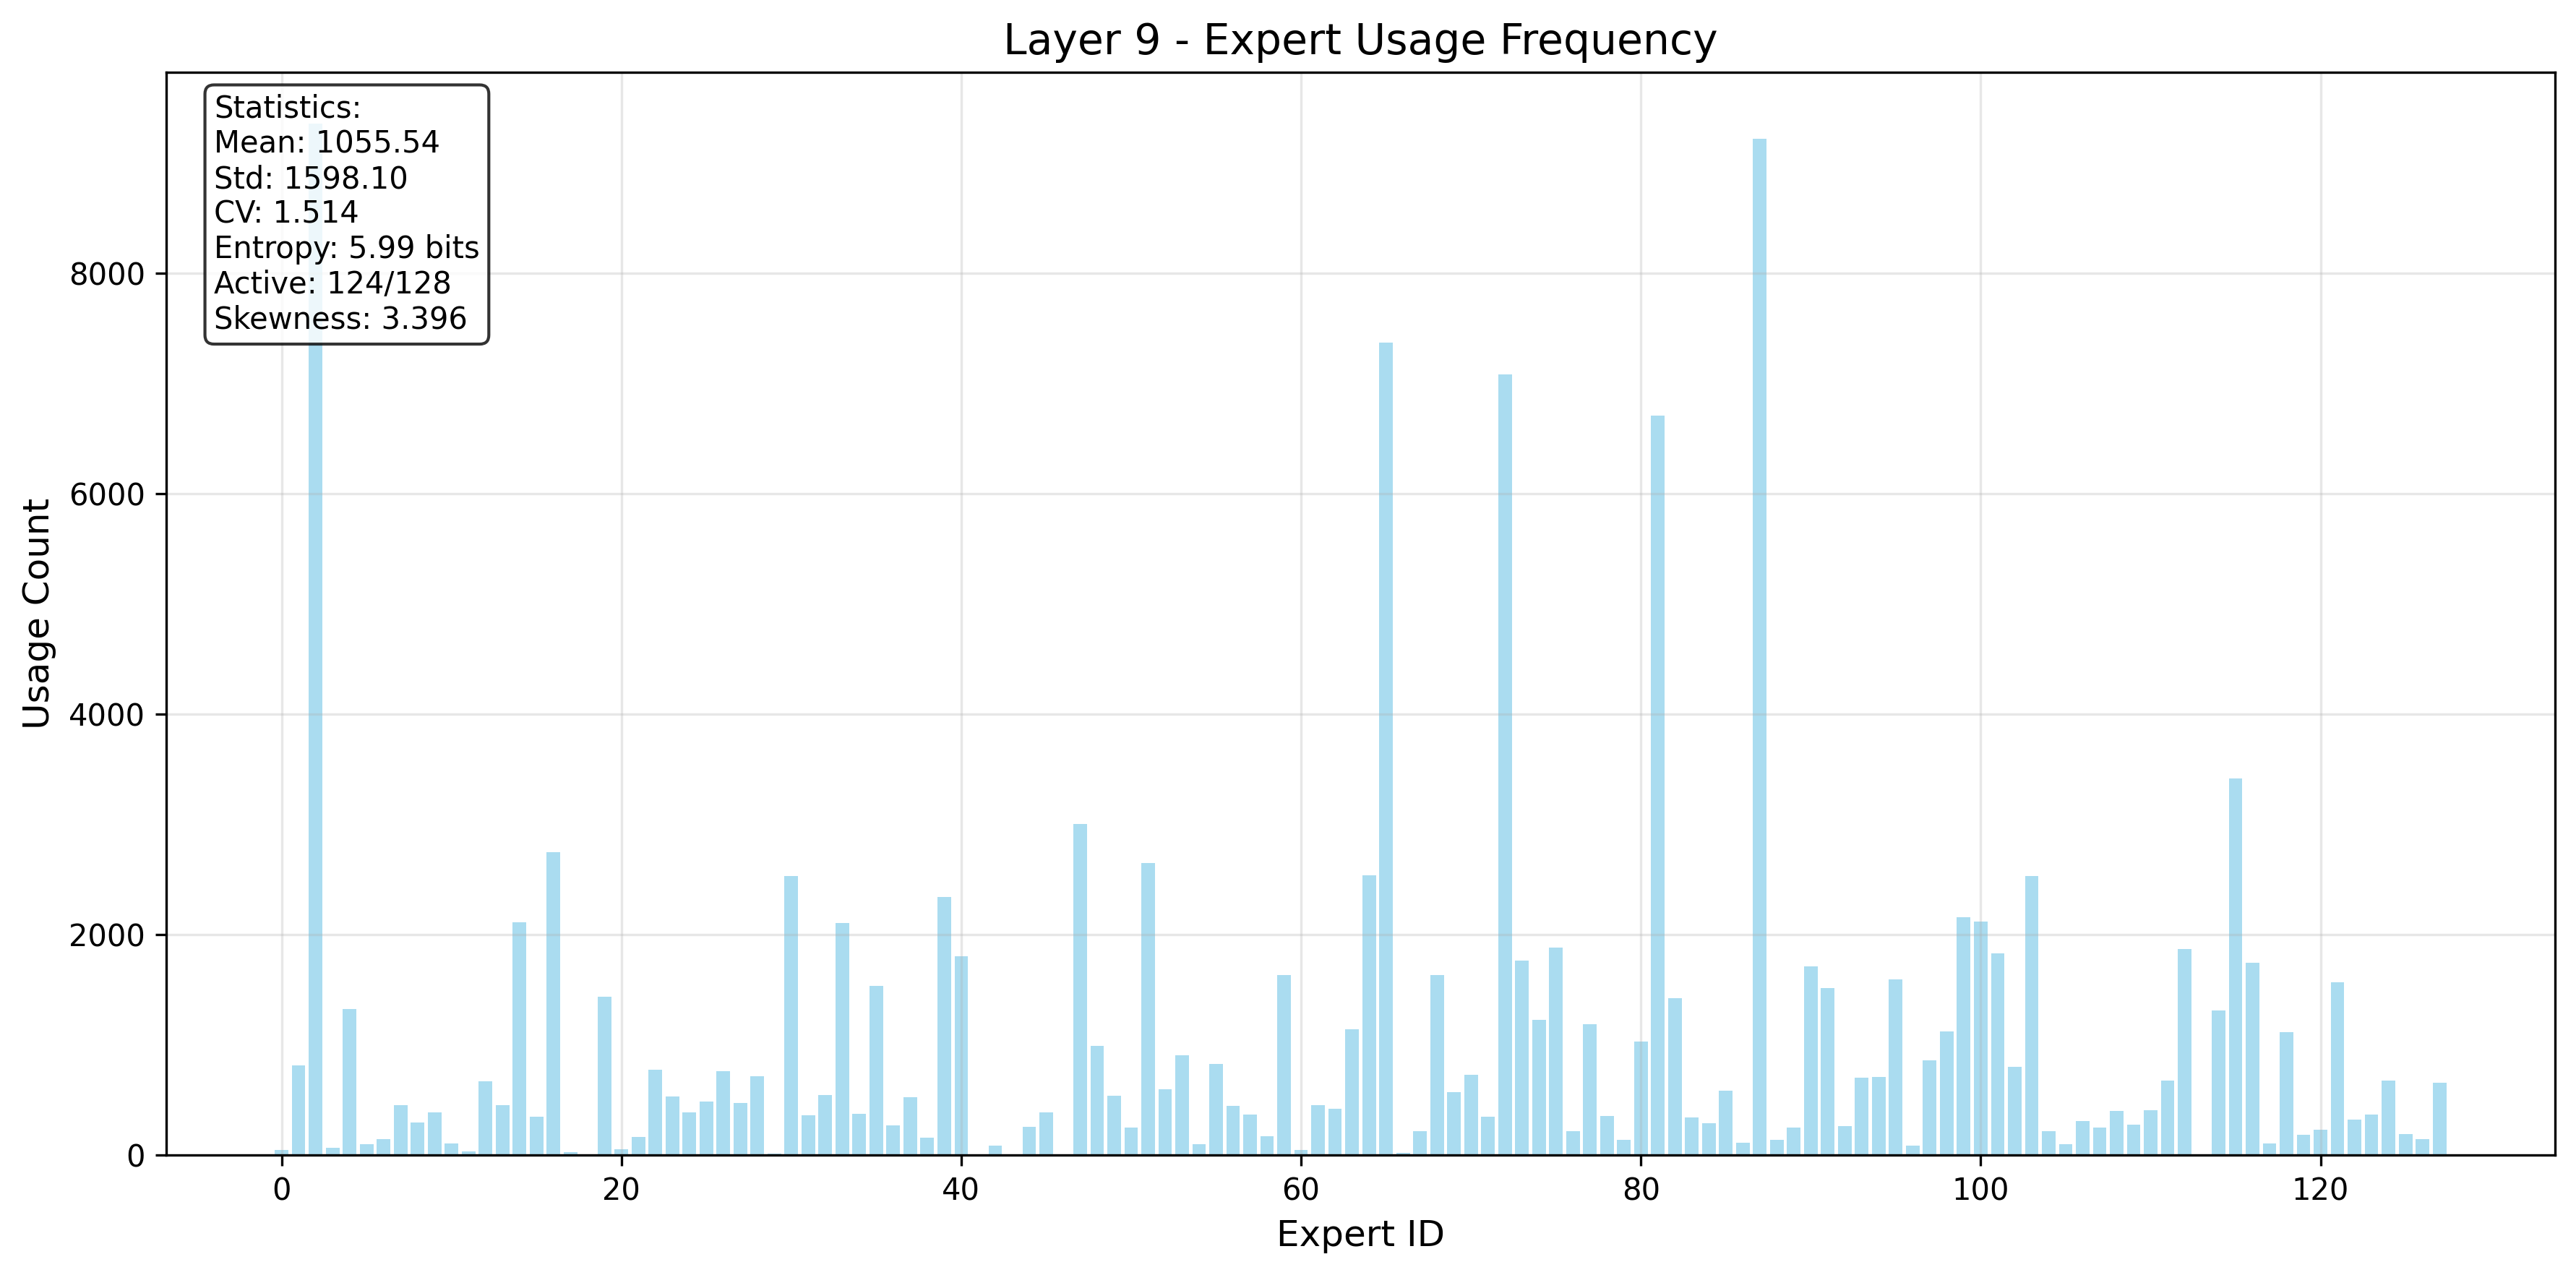 Layer 9 - Expert Usage Frequency
Statistics:
Mean: 1055.54
Std: 1598.10
CV: 1.514
Entropy: 5.99 bits
Active: 124/128
Skewness: 3.396
Usage Count
8000
6000
4000
2000
0
0 20 40 60 80 100 120
Expert ID